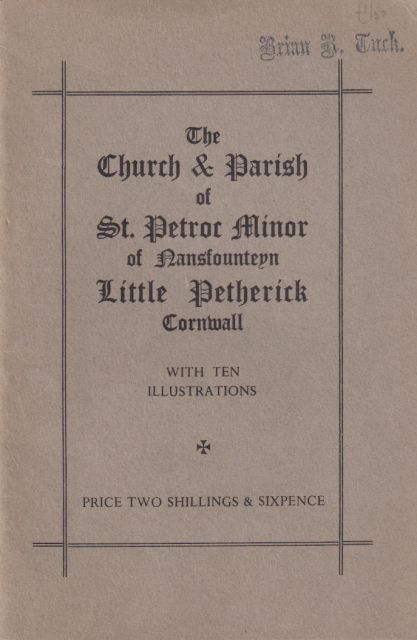 Brian R. Tuck.
The
Church & Parish
of
St. Petroc Minor
of Nansfounteyn
Little Petherick
Cornwall
WITH TEN
ILLUSTRATIONS
PRICE TWO SHILLINGS & SIXPENCE